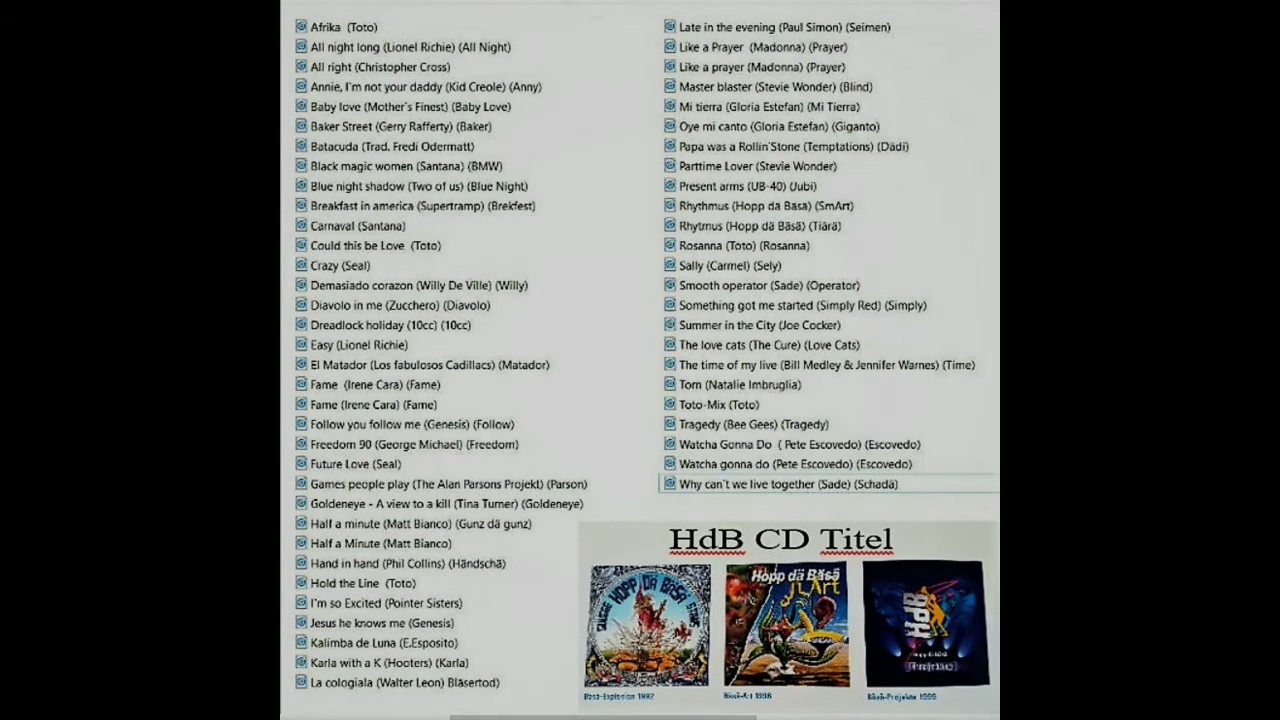 Afrika (Toto)
All night long (Lionel Richie) (All Night)
All right (Christopher Cross)
Annie, I'm not your daddy (Kid Creole) (Anny)
Baby love (Mother's Finest) (Baby Love)
Baker Street (Gerry Rafferty) (Baker)
Batacuda (Trad. Fredi Odermatt)
Black magic women (Santana) (BMW)
Blue night shadow (Two of us) (Blue Night)
Breakfast in america (Supertramp) (Brekfest)
Carnaval (Santana)
Could this be Love (Toto)
Crazy (Seal)
Demasiado corazon (Willy De Ville) (Willy)
Diavolo in me (Zucchero) (Diavolo)
Dreadlock holiday (10cc) (10cc)
Easy (Lionel Richie)
El Matador (Los fabulosos Cadillacs) (Matador)
Fame (Irene Cara) (Fame)
Fame (Irene Cara) (Fame)
Follow you follow me (Genesis) (Follow)
Freedom 90 (George Michael) (Freedom)
Future Love (Seal)
Games people play (The Alan Parsons Projekt) (Parson)
Goldeneye - A view to a kill (Tina Turner) (Goldeneye)
Half a minute (Matt Bianco) (Gunz dä gunz)
Half a Minute (Matt Bianco)
Hand in hand (Phil Collins) (Händschä)
Hold the Line (Toto)
I'm so Excited (Pointer Sisters)
Jesus he knows me (Genesis)
Kalimba de Luna (E.Esposito)
Karla with a K (Hooters) (Karla)
La cologiala (Walter Leon) Bläsertod)
Late in the evening (Paul Simon) (Seimen)
Like a Prayer (Madonna) (Prayer)
Like a prayer (Madonna) (Prayer)
Master blaster (Stevie Wonder) (Blind)
Mi tierra (Gloria Estefan) (Mi Tierra)
Oye mi canto (Gloria Estefan) (Giganto)
Papa was a Rollin'Stone (Temptations) (Dädi)
Parttime Lover (Stevie Wonder)
Present arms (UB-40) (Jubi)
Rhythmus (Hopp dä Bäsä) (SmArt)
Rhytmus (Hopp dä Bäsä) (Tiärä)
Rosanna (Toto) (Rosanna)
Sally (Carmel) (Sely)
Smooth operator (Sade) (Operator)
Something got me started (Simply Red) (Simply)
Summer in the City (Joe Cocker)
The love cats (The Cure) (Love Cats)
The time of my live (Bill Medley & Jennifer Warnes) (Time)
Torn (Natalie Imbruglia)
Toto-Mix (Toto)
Tragedy (Bee Gees) (Tragedy)
Watcha Gonna Do ( Pete Escovedo) (Escovedo)
Watcha gonna do (Pete Escovedo) (Escovedo)
Why can't we live together (Sade) (Schadä)
HdB CD Titel
HOPP DÄ BÄSÄ
Hopp dä Bäsä
Art
HdB
Bäsä-Explosion 1992
Bäsä-Art 1996
Bäsä-Projekte 1999